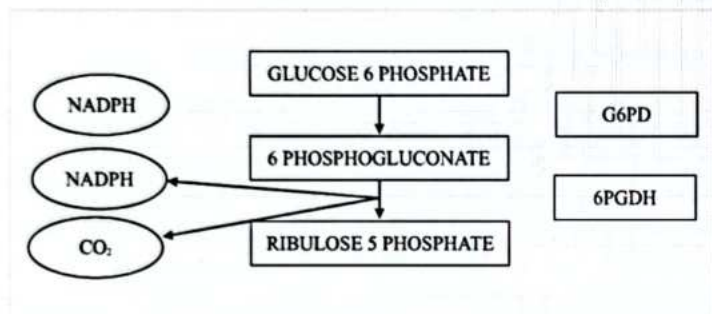 GLUCOSE 6 PHOSPHATE
NADPH
G6PD
6 PHOSPHOGLUCONATE
NADPH
6PGDH
CO₂
RIBULOSE 5 PHOSPHATE